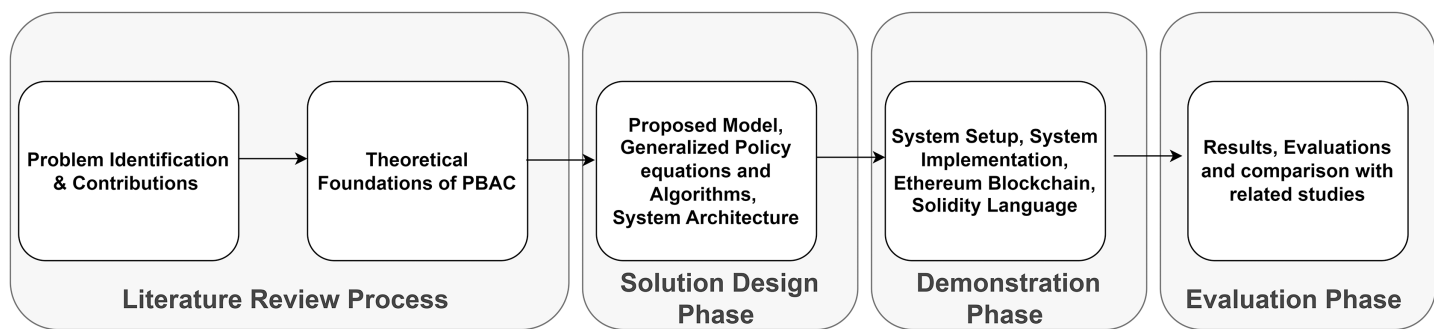 Problem Identification
& Contributions
Theoretical
Foundations of PBAC
Literature Review Process
Proposed Model,
Generalized Policy
equations and
Algorithms,
System Architecture
Solution Design
Phase
System Setup, System
Implementation,
Ethereum Blockchain,
Solidity Language
Demonstration
Phase
Results, Evaluations
and comparison with
related studies
Evaluation Phase